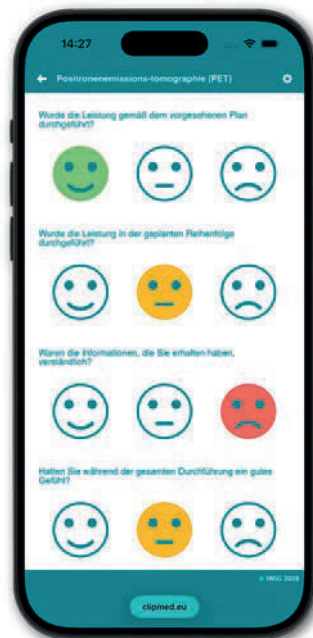 14:27
Positronenemissions-tomographie (PET)
Wurde die Leistung gemäß dem vorgesehenen Plan
durchgeführt?
Wurde die Leistung in der geplanten Reihenfolge
durchgeführt?
Waren die Informationen, die Sie erhalten haben,
verständlich?
Hatten Sie während der gesamten Durchführung ein gutes
Gefühl?
clipmed.eu